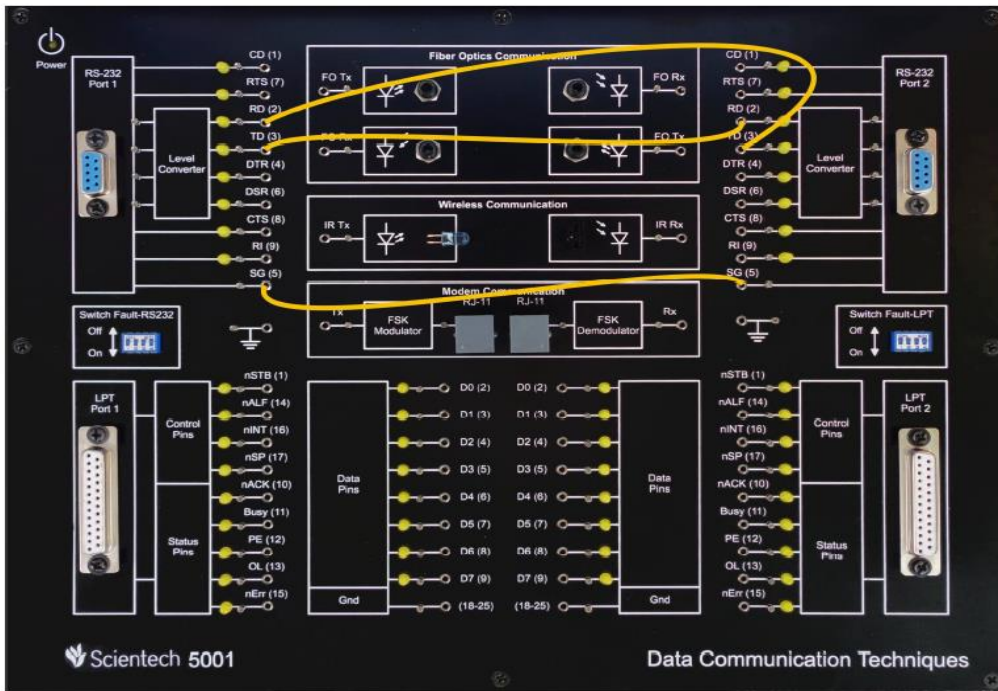 Power
RS-232
Port 1
Level
Converter
CD (1)
RTS (7)
RD (2)
TD (3)
DTR (4)
DSR (6)
CTS (8)
RI (9)
SG (5)
Fiber Optics Communication
FO Tx
FO Rx
FO Rx
FO Tx
Wireless Communication
IR Tx
IR Rx
Modem Communication
Tx
FSK
Modulator
RJ-11
RJ-11
FSK
Demodulator
Rx
CD (1)
RTS (7)
RD (2)
TD (3)
DTR (4)
DSR (6)
CTS (8)
RI (9)
SG (5)
Level
Converter
RS-232
Port 2
Switch Fault-RS232
Off
On
Switch Fault-LPT
Off
On
LPT
Port 1
Control
Pins
Status
Pins
nSTB (1)
nALF (14)
nINT (16)
nSP (17)
nACK (10)
Busy (11)
PE (12)
OL (13)
nErr (15)
Data
Pins
Gnd
D0 (2)
D1 (3)
D2 (4)
D3 (5)
D4 (6)
D5 (7)
D6 (8)
D7 (9)
(18-25)
D0 (2)
D1 (3)
D2 (4)
D3 (5)
D4 (6)
D5 (7)
D6 (8)
D7 (9)
(18-25)
Data
Pins
Gnd
nSTB (1)
nALF (14)
nINT (16)
nSP (17)
nACK (10)
Busy (11)
PE (12)
OL (13)
nErr (15)
Control
Pins
Status
Pins
LPT
Port 2
Scientech 5001
Data Communication Techniques